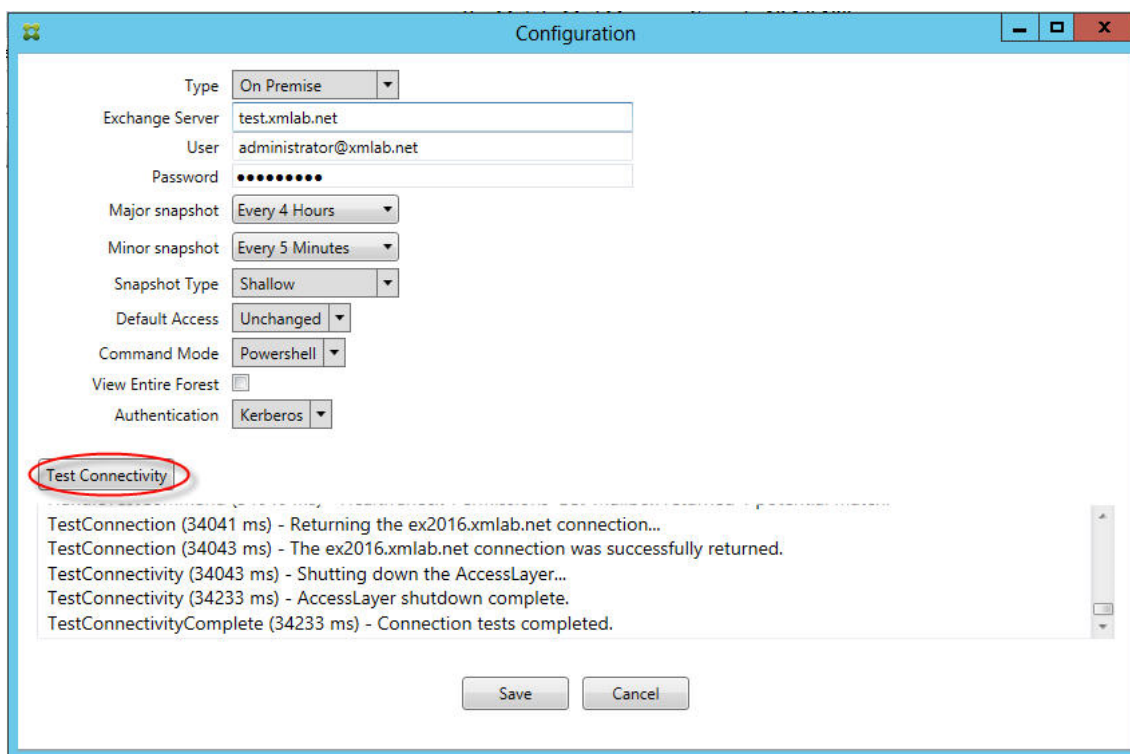 Configuration
Type On Premise
Exchange Server test.xmlab.net
User administrator@xmlab.net
Password •••••••••
Major snapshot Every 4 Hours
Minor snapshot Every 5 Minutes
Snapshot Type Shallow
Default Access Unchanged
Command Mode Powershell
View Entire Forest
Authentication Kerberos
Test Connectivity
TestConnection (34041 ms) - Returning the ex2016.xmlab.net connection...
TestConnection (34043 ms) - The ex2016.xmlab.net connection was successfully returned.
TestConnectivity (34043 ms) - Shutting down the AccessLayer...
TestConnectivity (34233 ms) - AccessLayer shutdown complete.
TestConnectivityComplete (34233 ms) - Connection tests completed.
Save Cancel